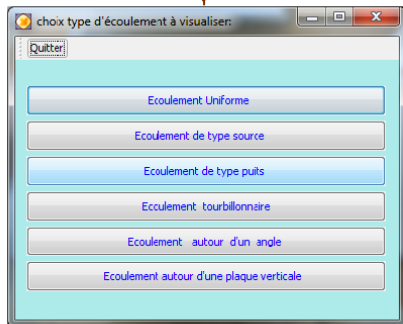 choix type d'écoulement à visualiser:
Quitter
Ecoulement Uniforme
Ecoulement de type source
Ecoulement de type puits
Ecculement tourbillonnaire
Ecoulement autour d'un angle
Ecoulement autour d'une plaque verticale